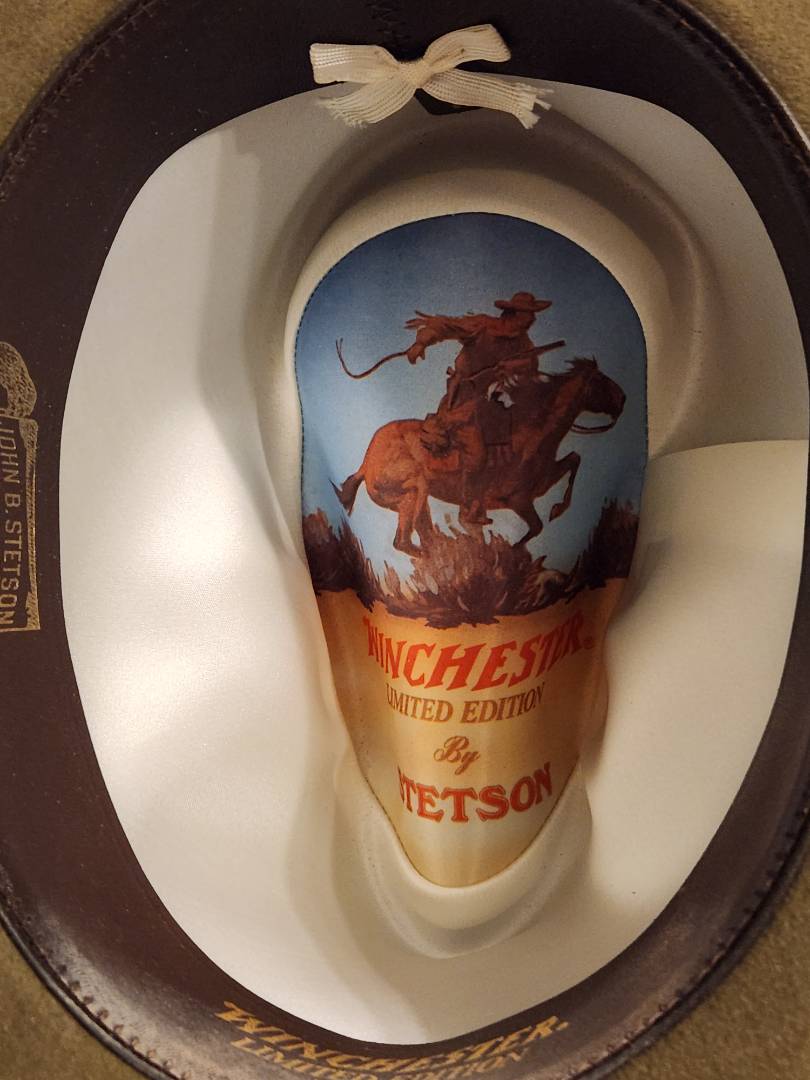 WINCHESTER®
LIMITED EDITION
By
STETSON
JOHN B. STETSON
WINCHESTER.
LIMITED EDITION